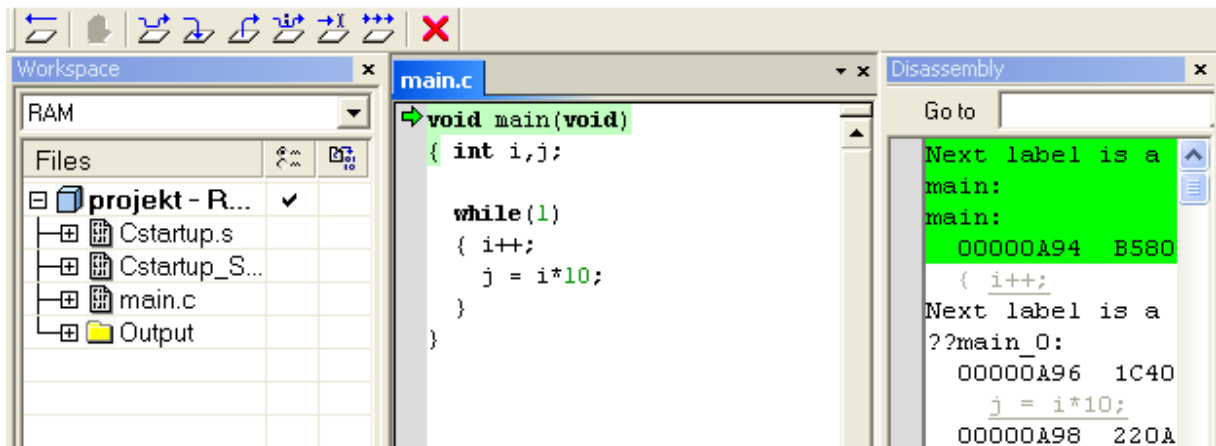 Workspace
RAM
Files
projekt - R...
Cstartup.s
Cstartup_S...
main.c
Output
main.c
void main(void)
{ int i,j;
while(1)
{ i++;
j = i*10;
}
}
Disassembly
Go to
Next label is a
main:
main:
00000A94 B580
{ i++;
Next label is a
??main_0:
00000A96 1C40
j = i*10;
00000A98 220A